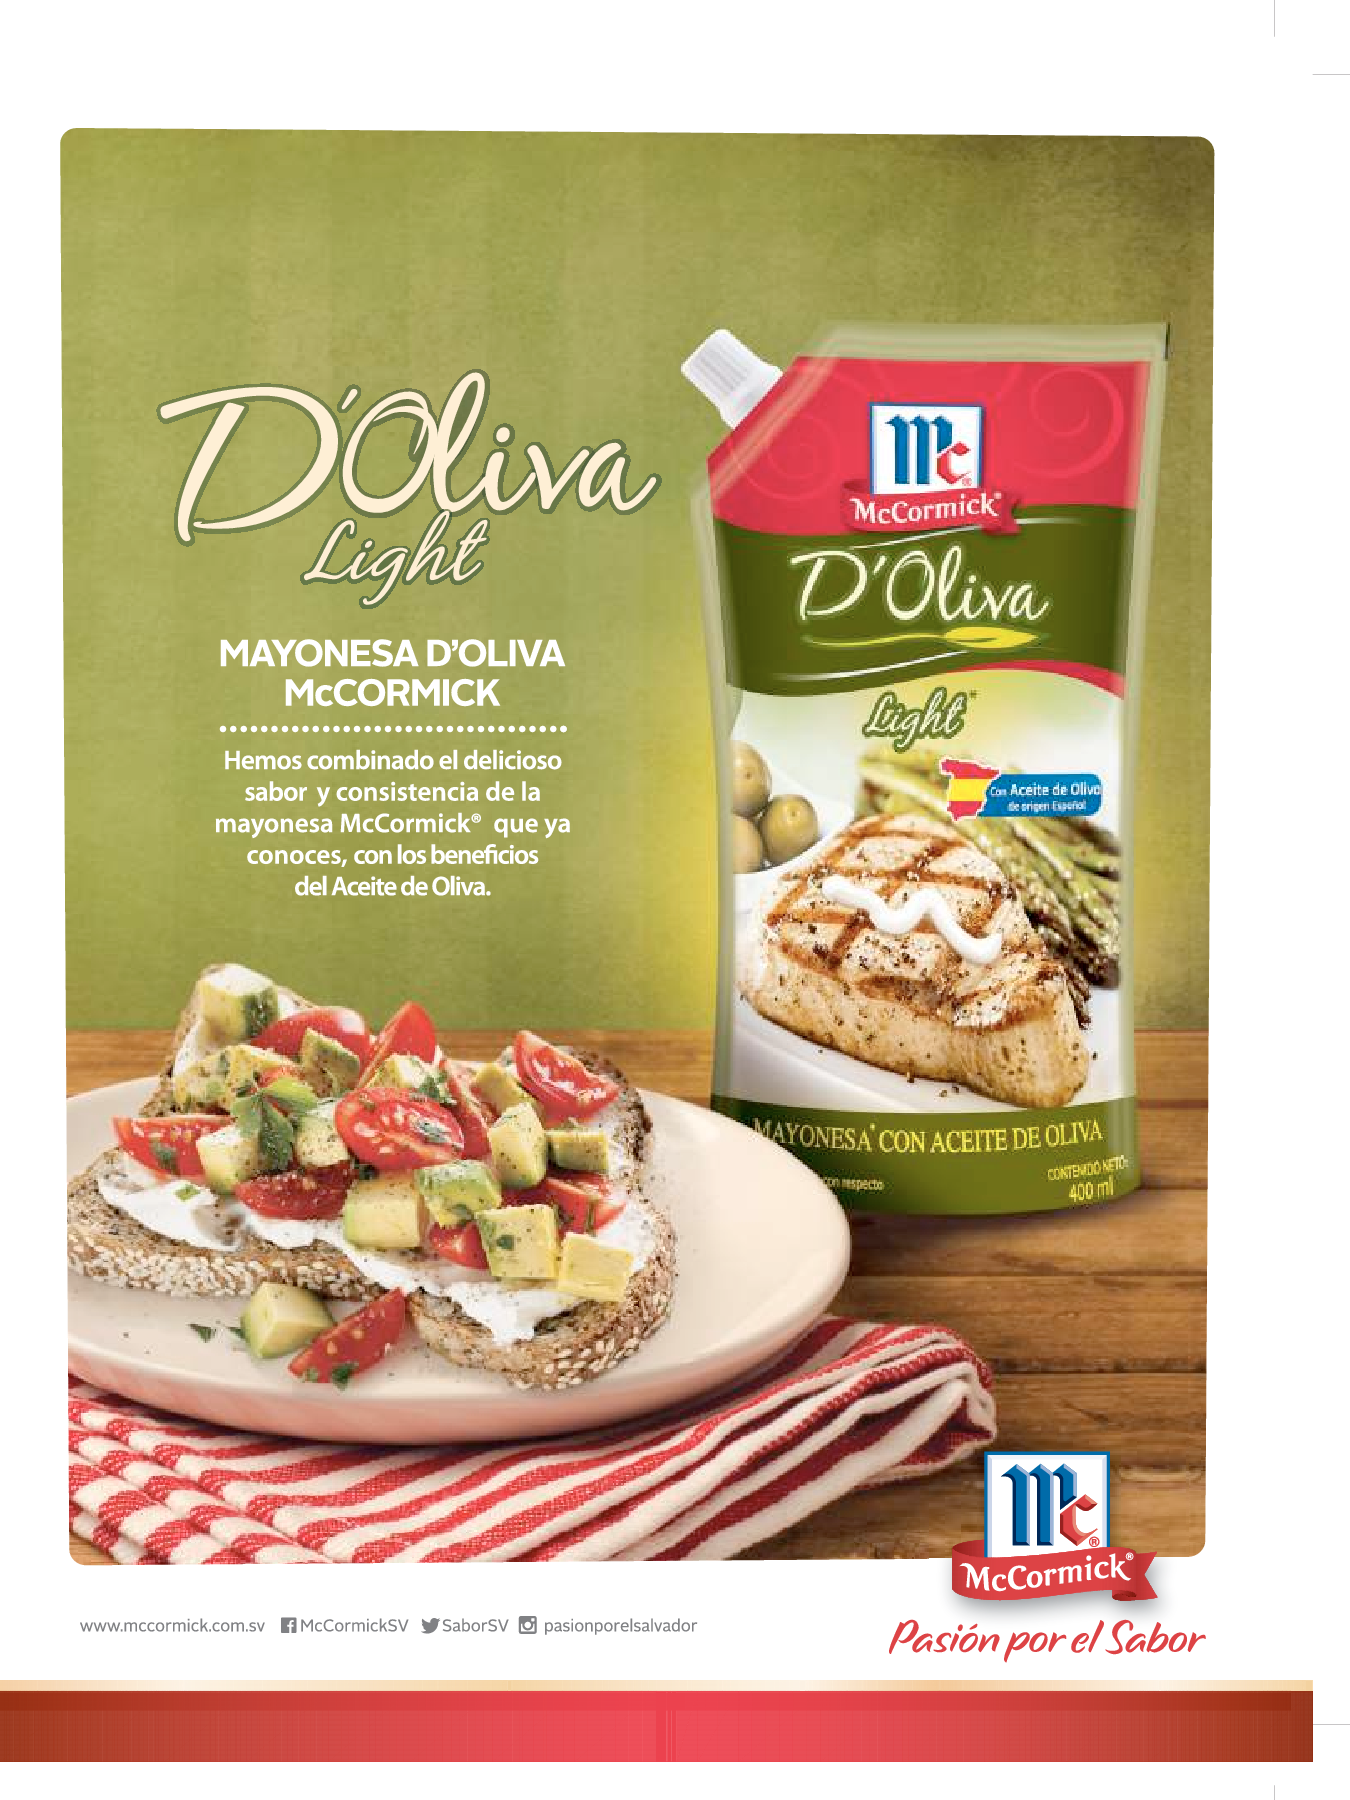 D'Oliva
Light
MAYONESA D'OLIVA
McCORMICK
Hemos combinado el delicioso
sabor y consistencia de la
mayonesa McCormick® que ya
conoces, con los beneficios
del Aceite de Oliva.
Mc®
McCormick®
D'Oliva
Light*
Con Aceite de Oliva
de origen Español
MAYONESA* CON ACEITE DE OLIVA
con respecto
CONTENIDO NETO:
400 ml
Mc®
McCormick®
Pasión por el Sabor
www.mccormick.com.sv McCormickSV SaborSV pasionporelsalvador